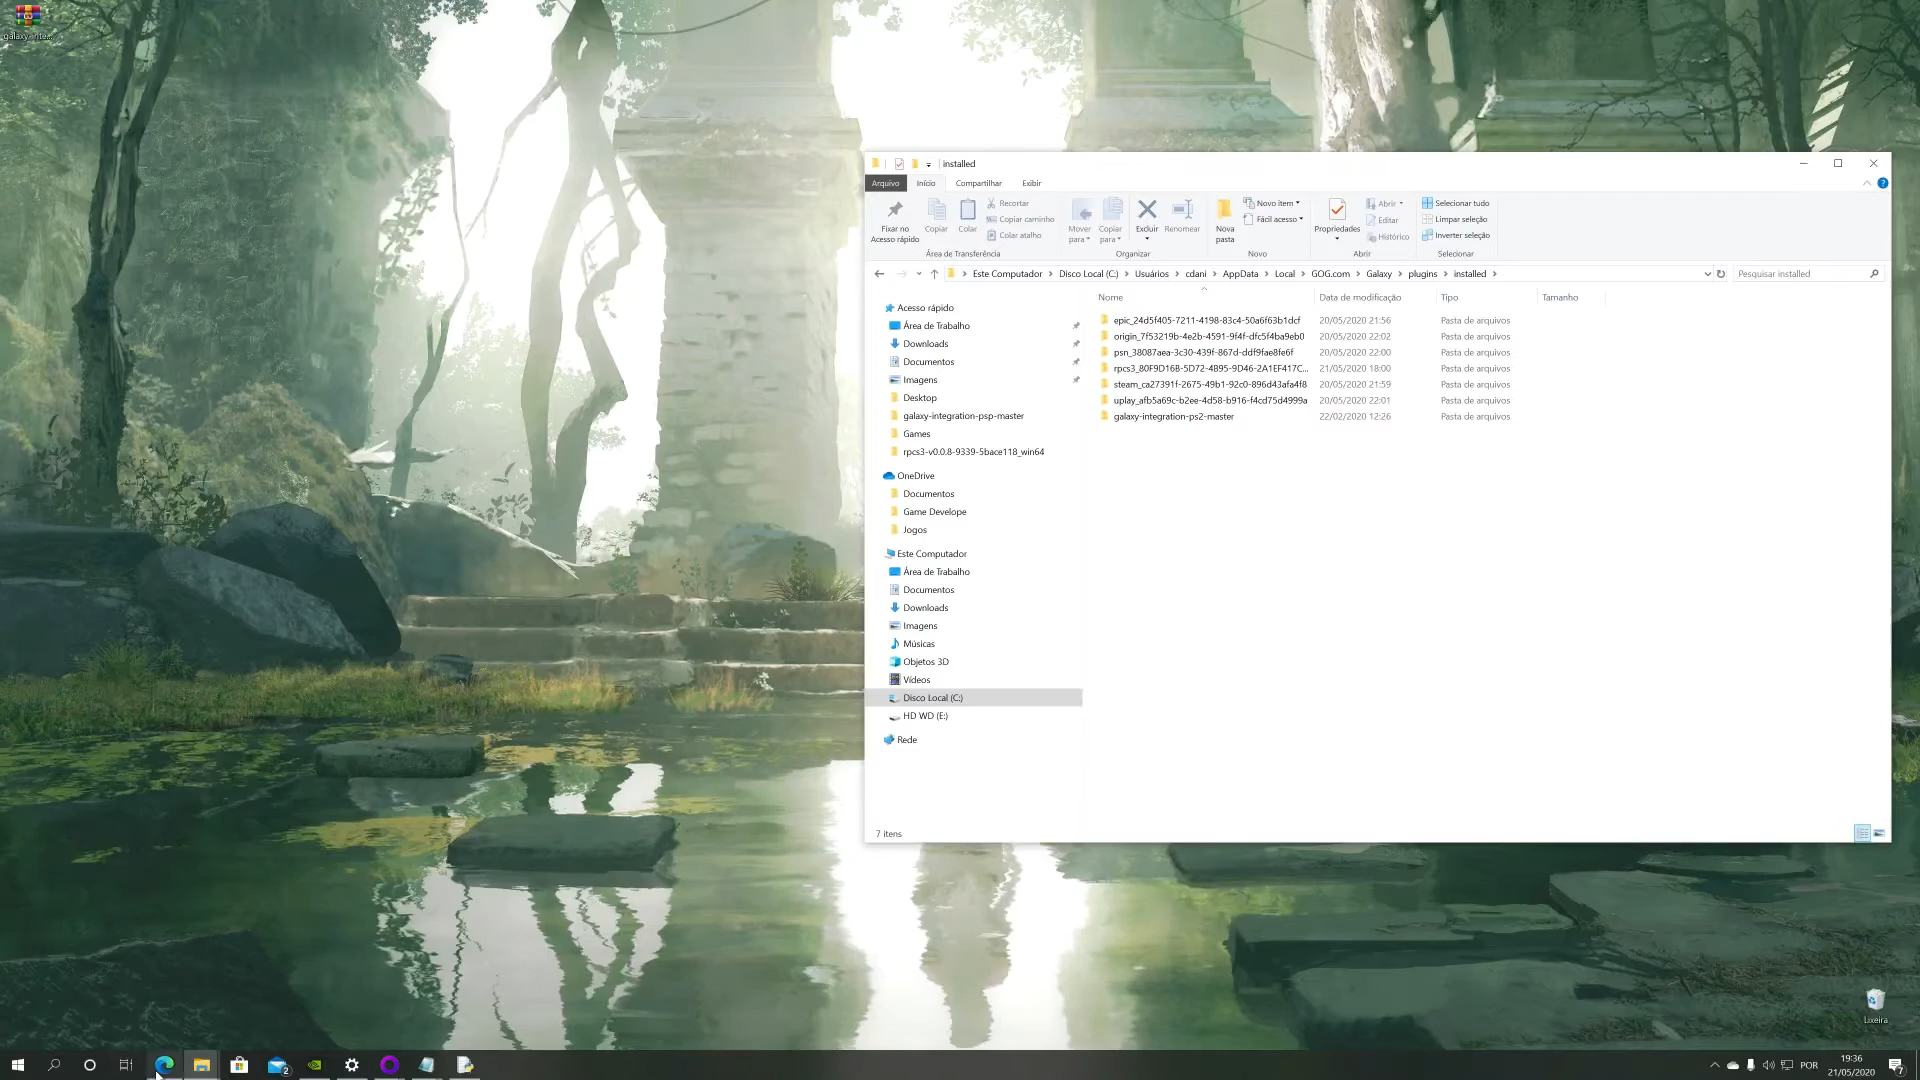 installed
Arquivo Início Compartilhar Exibir
Fixar no Acesso rápido
Copiar
Colar
Recortar
Copiar caminho
Colar atalho
Área de Transferência
Mover para
Copiar para
Excluir
Renomear
Organizar
Nova pasta
Novo item
Fácil acesso
Novo
Propriedades
Abrir
Editar
Histórico
Abrir
Selecionar tudo
Limpar seleção
Inverter seleção
Selecionar
Este Computador Disco Local (C:) Usuários cdani AppData Local GOG.com Galaxy plugins installed
Pesquisar installed
Acesso rápido
Área de Trabalho
Downloads
Documentos
Imagens
Desktop
galaxy-integration-psp-master
Games
rpcs3-v0.0.8-9339-5bace118_win64
OneDrive
Documentos
Game Develope
Jogos
Este Computador
Área de Trabalho
Documentos
Downloads
Imagens
Músicas
Objetos 3D
Vídeos
Disco Local (C:)
HD WD (E:)
Rede
Nome Data de modificação Tipo Tamanho
epic_24d5f405-7211-4198-83c4-50a6f63b1dcf 20/05/2020 21:56 Pasta de arquivos
origin_7f53219b-4e2b-4591-9f4f-dfc5f4ba9eb0 20/05/2020 22:02 Pasta de arquivos
psn_38087aea-3c30-439f-867d-ddf9fae8fe6f 20/05/2020 22:00 Pasta de arquivos
rpcs3_80F9D16B-5D72-4B95-9D46-2A1EF417C... 21/05/2020 18:00 Pasta de arquivos
steam_ca27391f-2675-49b1-92c0-896d43afa4f8 20/05/2020 21:59 Pasta de arquivos
uplay_afb5a69c-b2ee-4d58-b916-f4cd75d4999a 20/05/2020 22:01 Pasta de arquivos
galaxy-integration-ps2-master 22/02/2020 12:26 Pasta de arquivos
7 itens
galaxy-inte...
Lixeira
2
POR
19:36
21/05/2020
7